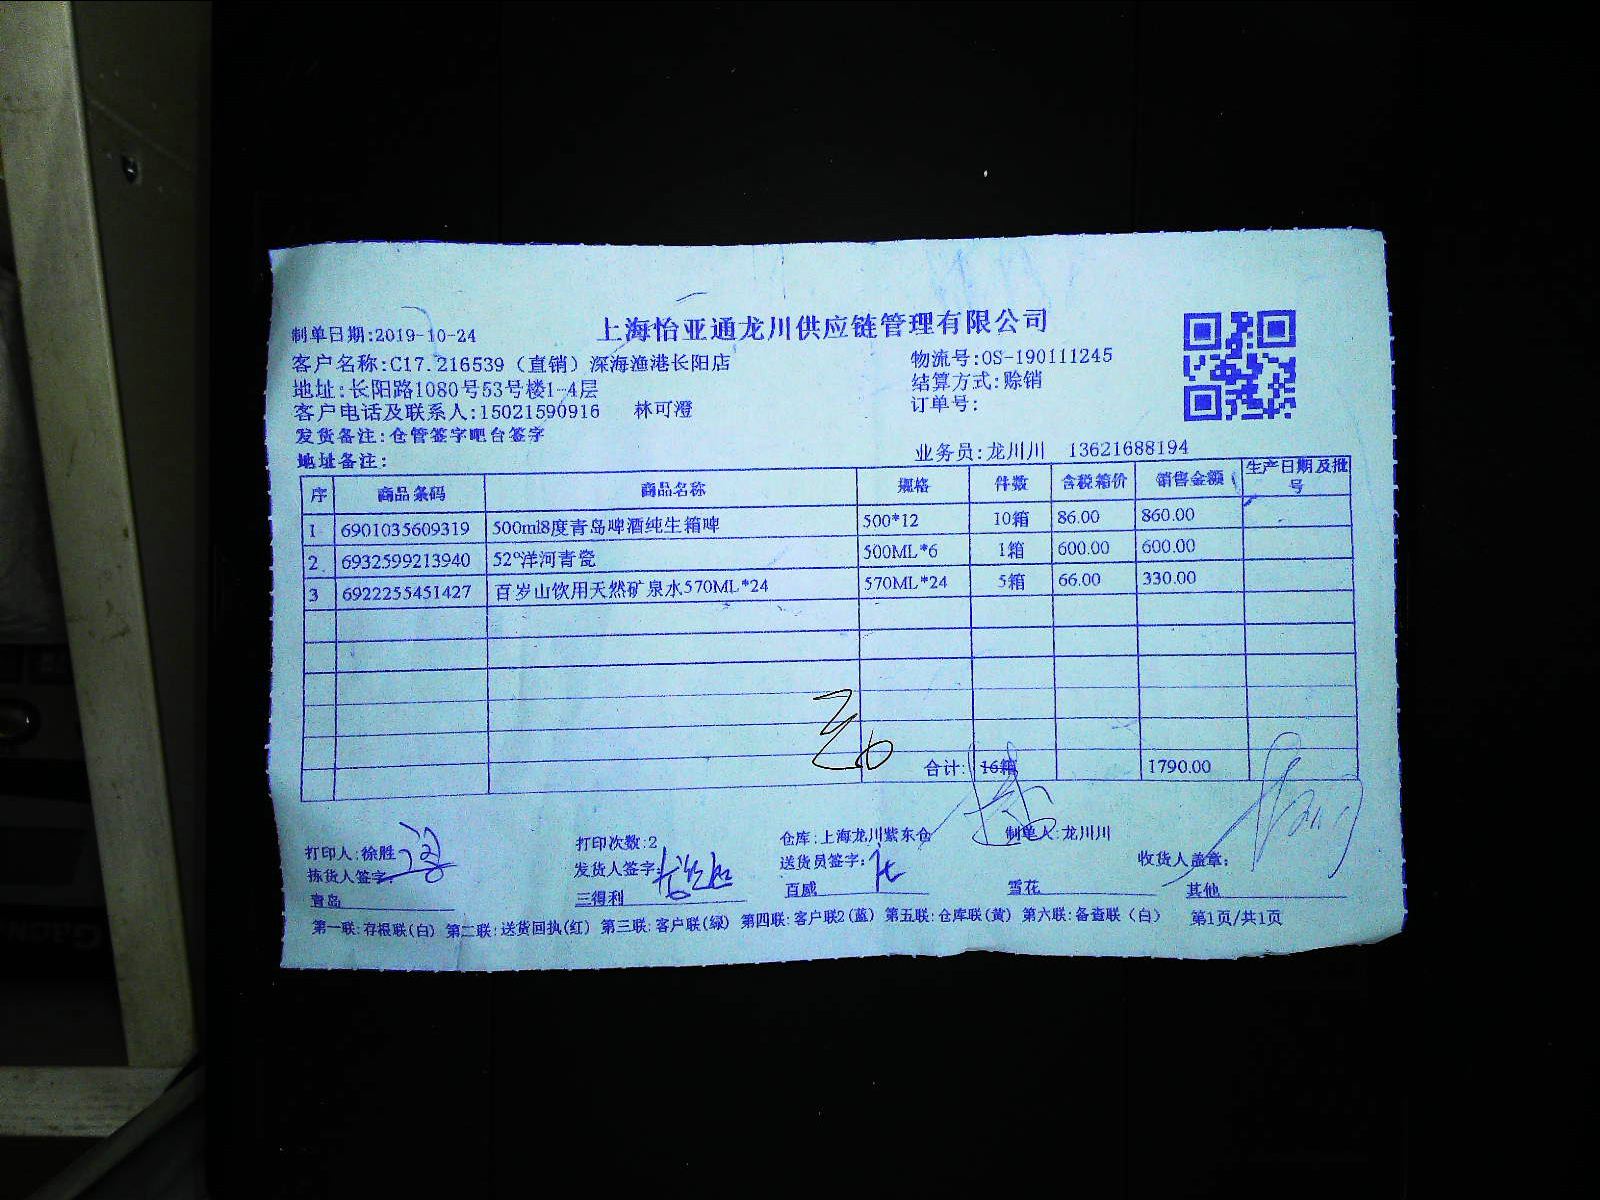 上海怡亚通龙川供应链管理有限公司
制单日期:2019-10-24
客户名称:C17.216539（直销）深海渔港长阳店 物流号:OS-190111245
地址:长阳路1080号53号楼1-4层 结算方式:赊销
客户电话及联系人:15021590916 林可澄 订单号:
发货备注:仓管签字吧台签字
地址备注: 业务员:龙川川 13621688194
序 商品条码 商品名称 规格 件数 含税箱价 销售金额 生产日期及批号
1 6901035609319 500ml8度青岛啤酒纯生箱啤 500*12 10箱 86.00 860.00
2 6932599213940 52°洋河青瓷 500ML*6 1箱 600.00 600.00
3 6922255451427 百岁山饮用天然矿泉水570ML*24 570ML*24 5箱 66.00 330.00
合计: 16箱 1790.00
打印人:徐胜 打印次数:2 仓库:上海龙川紫东仓 制单人:龙川川
拣货人签字: 发货人签字: 送货员签字: 收货人盖章:
青岛 三得利 百威 雪花 其他
第一联:存根联(白) 第二联:送货回执(红) 第三联:客户联(绿) 第四联:客户联2(蓝) 第五联:仓库联(黄) 第六联:备查联（白） 第1页/共1页